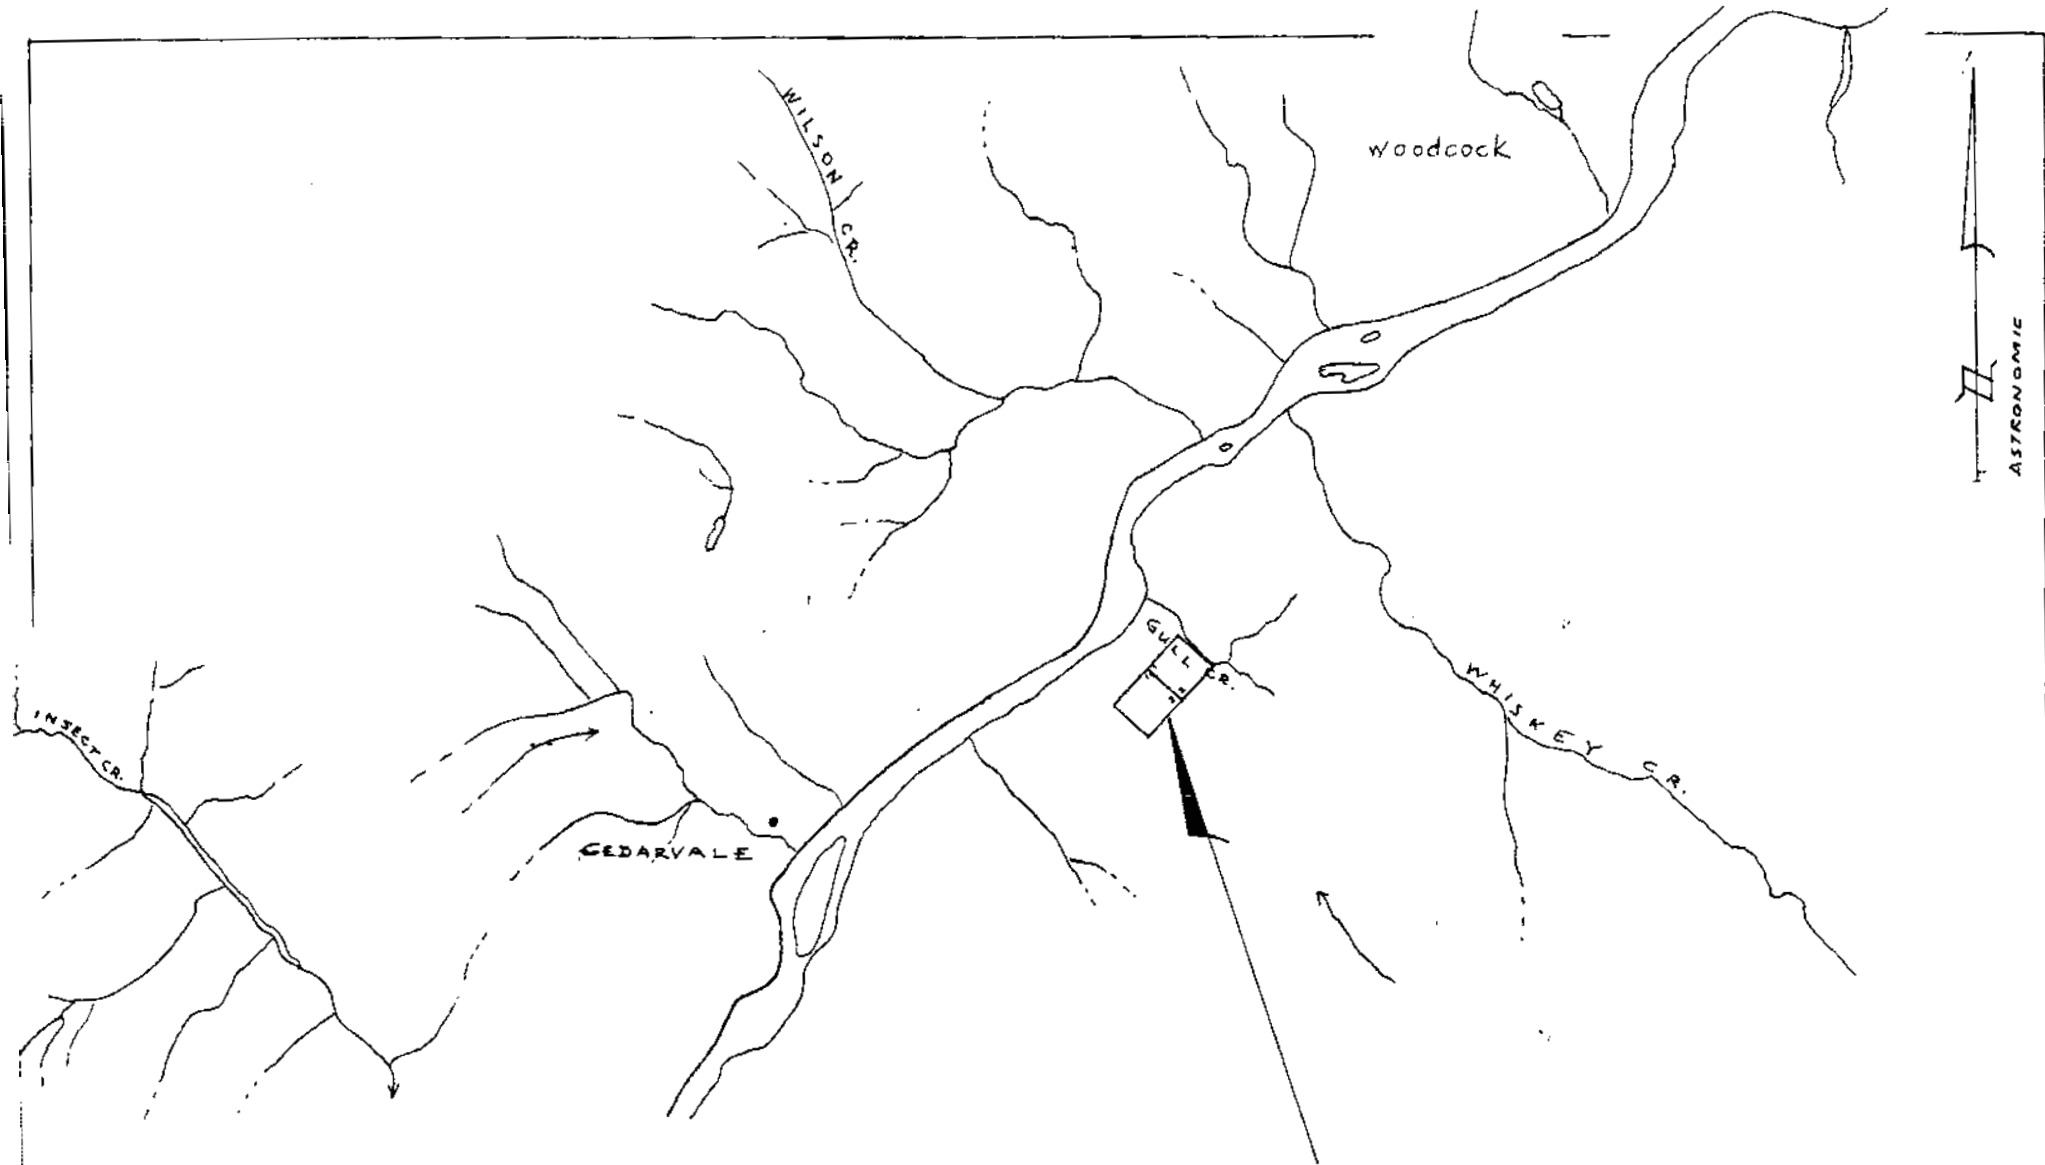 WILSON CR.
woodcock
ASTRONOMIC
GULL CR.
WHISKEY CR.
INSECT CR.
CEDARVALE